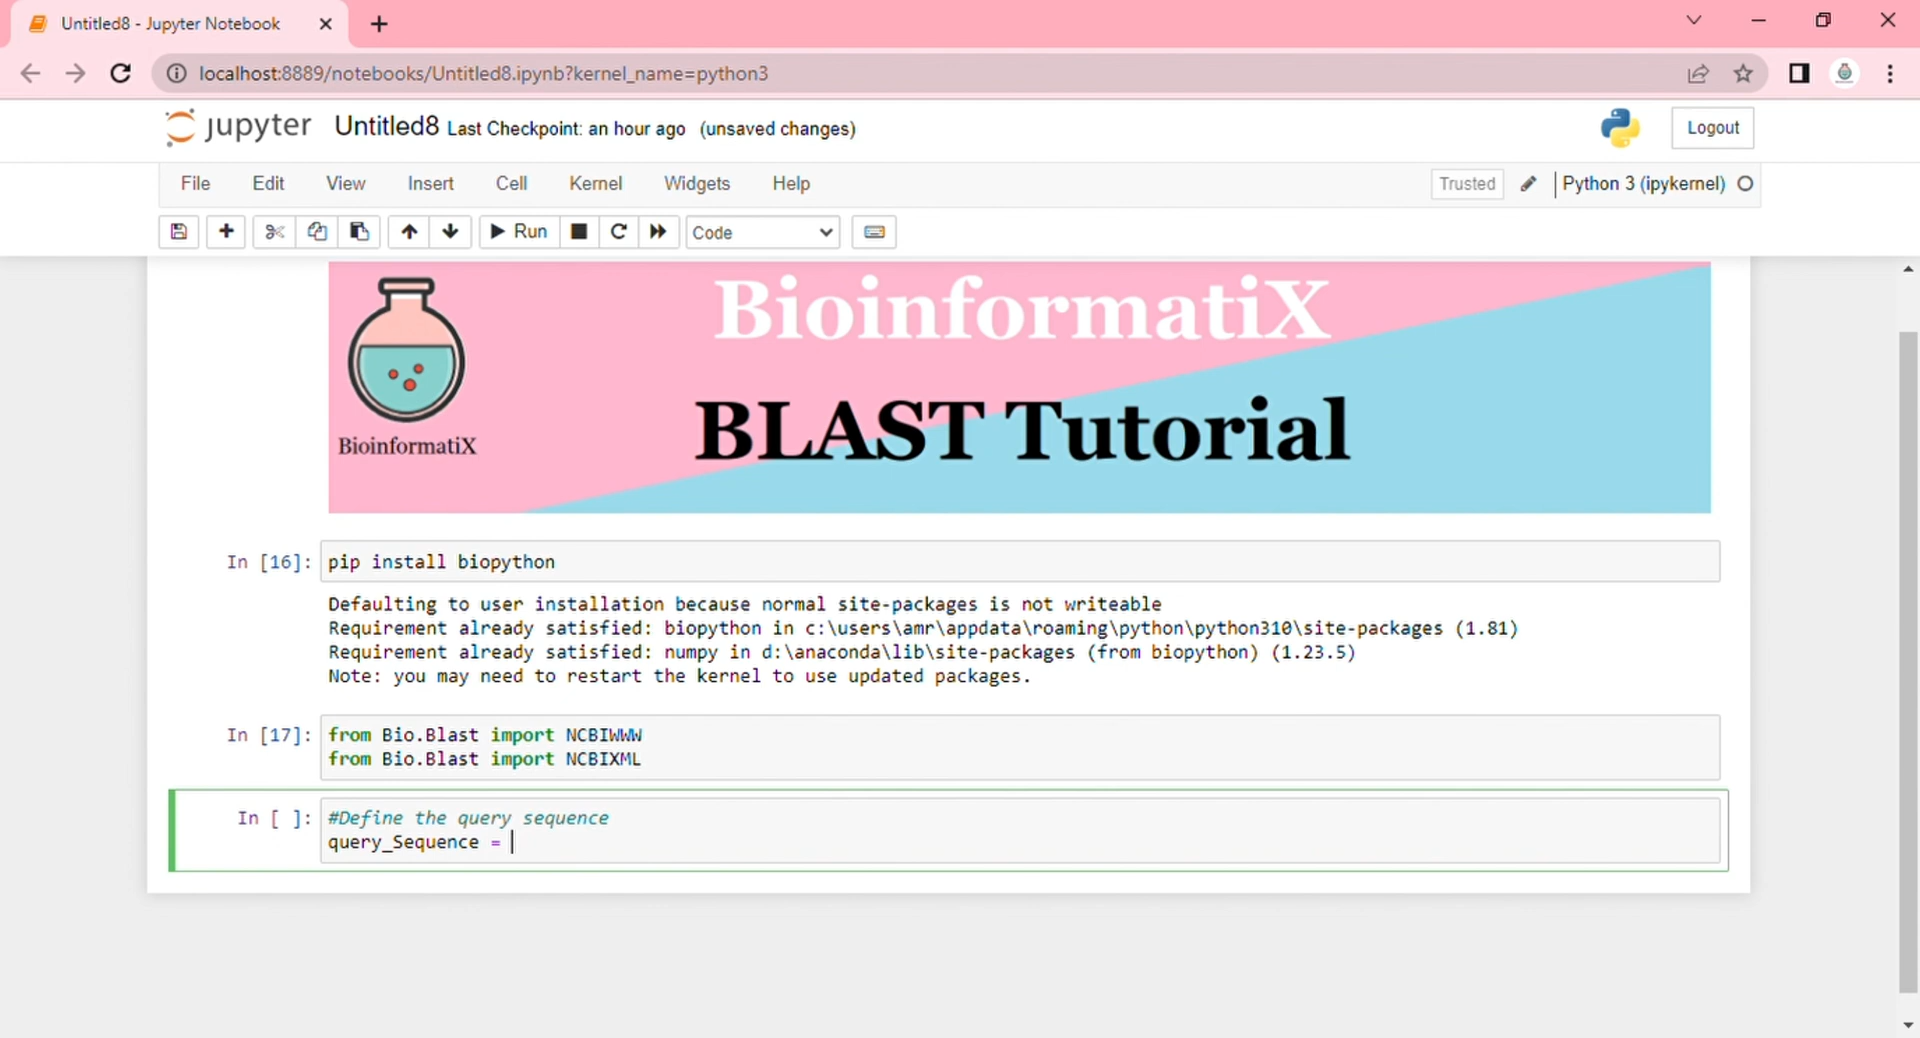 Untitled8 - Jupyter Notebook
localhost:8889/notebooks/Untitled8.ipynb?kernel_name=python3
jupyter Untitled8 Last Checkpoint: an hour ago (unsaved changes)
Logout
File Edit View Insert Cell Kernel Widgets Help
Trusted Python 3 (ipykernel)
Run Code
BioinformatiX
BLAST Tutorial
BioinformatiX
In [16]: pip install biopython
Defaulting to user installation because normal site-packages is not writeable
Requirement already satisfied: biopython in c:\users\amr\appdata\roaming\python\python310\site-packages (1.81)
Requirement already satisfied: numpy in d:\anaconda\lib\site-packages (from biopython) (1.23.5)
Note: you may need to restart the kernel to use updated packages.
In [17]: from Bio.Blast import NCBIWWW
from Bio.Blast import NCBIXML
In [ ]: #Define the query sequence
query_Sequence =